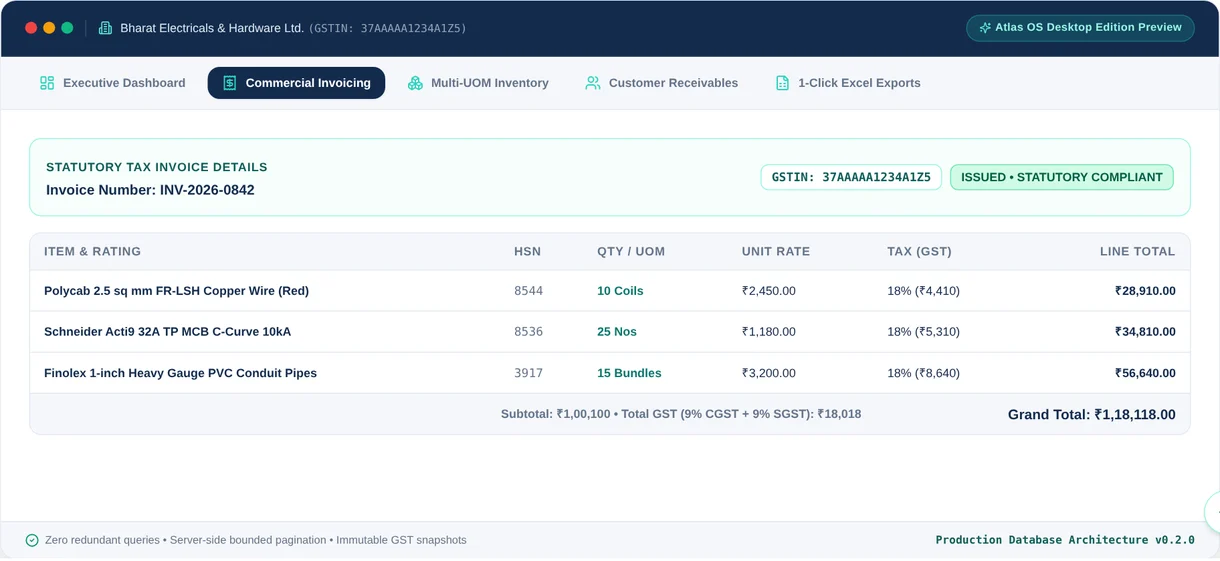 Bharat Electricals & Hardware Ltd. (GSTIN: 37AAAAA1234A1Z5) Atlas OS Desktop Edition Preview
Executive Dashboard Commercial Invoicing Multi-UOM Inventory Customer Receivables 1-Click Excel Exports
STATUTORY TAX INVOICE DETAILS
Invoice Number: INV-2026-0842
GSTIN: 37AAAAA1234A1Z5 ISSUED • STATUTORY COMPLIANT
ITEM & RATING HSN QTY / UOM UNIT RATE TAX (GST) LINE TOTAL
Polycab 2.5 sq mm FR-LSH Copper Wire (Red) 8544 10 Coils ₹2,450.00 18% (₹4,410) ₹28,910.00
Schneider Acti9 32A TP MCB C-Curve 10kA 8536 25 Nos ₹1,180.00 18% (₹5,310) ₹34,810.00
Finolex 1-inch Heavy Gauge PVC Conduit Pipes 3917 15 Bundles ₹3,200.00 18% (₹8,640) ₹56,640.00
Subtotal: ₹1,00,100 • Total GST (9% CGST + 9% SGST): ₹18,018 Grand Total: ₹1,18,118.00
Zero redundant queries • Server-side bounded pagination • Immutable GST snapshots Production Database Architecture v0.2.0